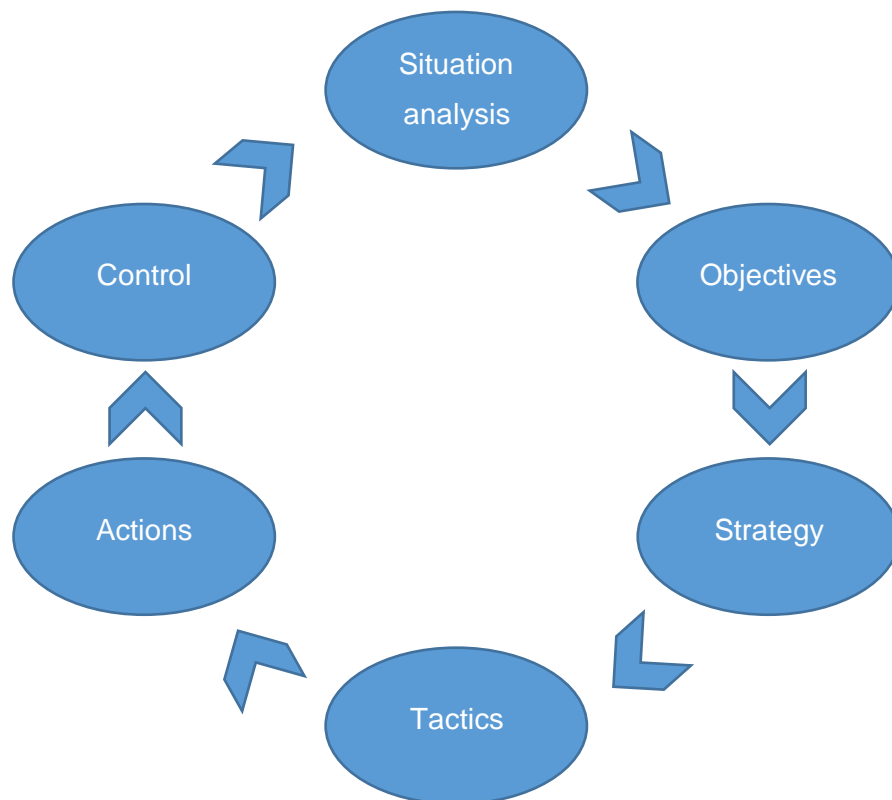 Situation
analysis
Objectives
Strategy
Tactics
Actions
Control